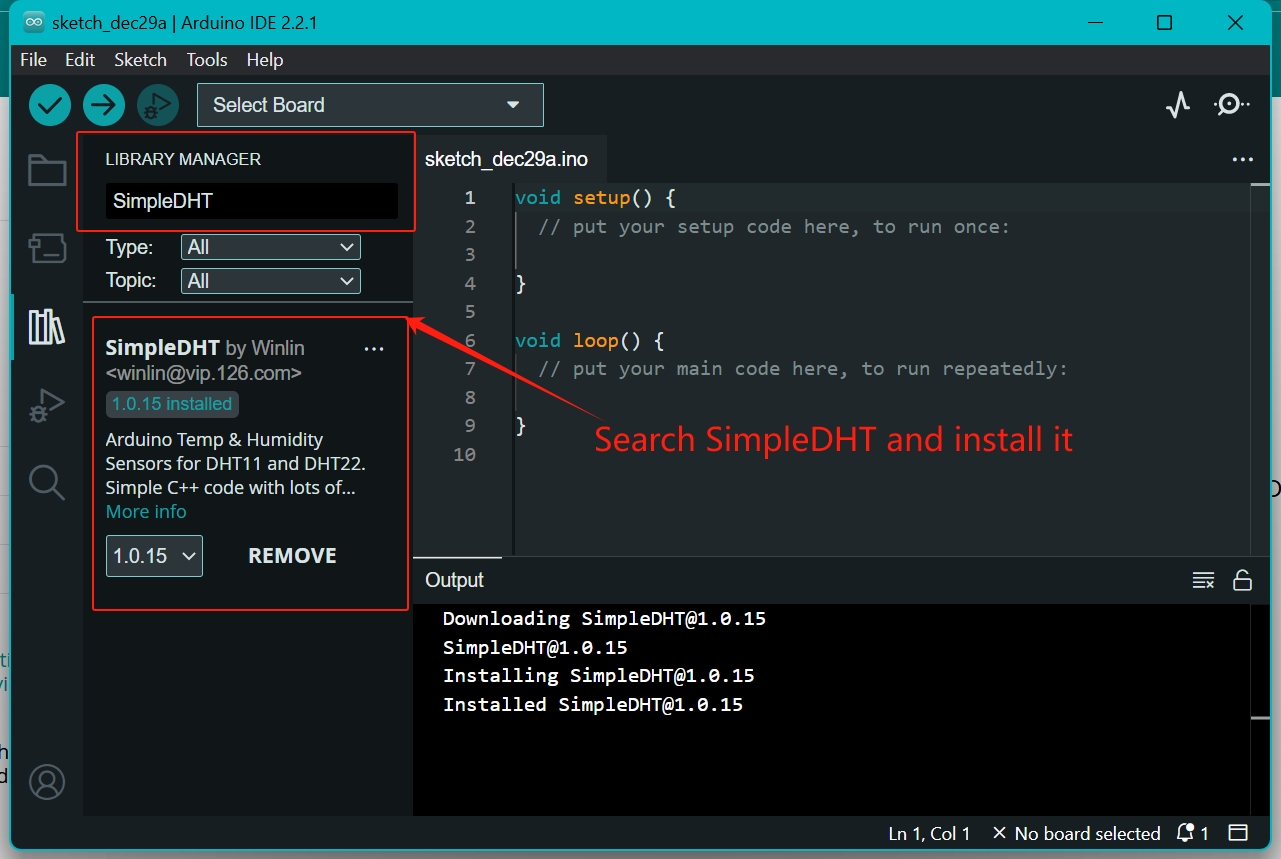 sketch_dec29a | Arduino IDE 2.2.1
File Edit Sketch Tools Help
Select Board
LIBRARY MANAGER
SimpleDHT
Type: All
Topic: All
SimpleDHT by Winlin
<winlin@vip.126.com>
1.0.15 installed
Arduino Temp & Humidity
Sensors for DHT11 and DHT22.
Simple C++ code with lots of...
More info
1.0.15 REMOVE
sketch_dec29a.ino
1 void setup() {
2 // put your setup code here, to run once:
3
4 }
5
6 void loop() {
7 // put your main code here, to run repeatedly:
8
9 }
10
Search SimpleDHT and install it
Output
Downloading SimpleDHT@1.0.15
SimpleDHT@1.0.15
Installing SimpleDHT@1.0.15
Installed SimpleDHT@1.0.15
Ln 1, Col 1 × No board selected 1